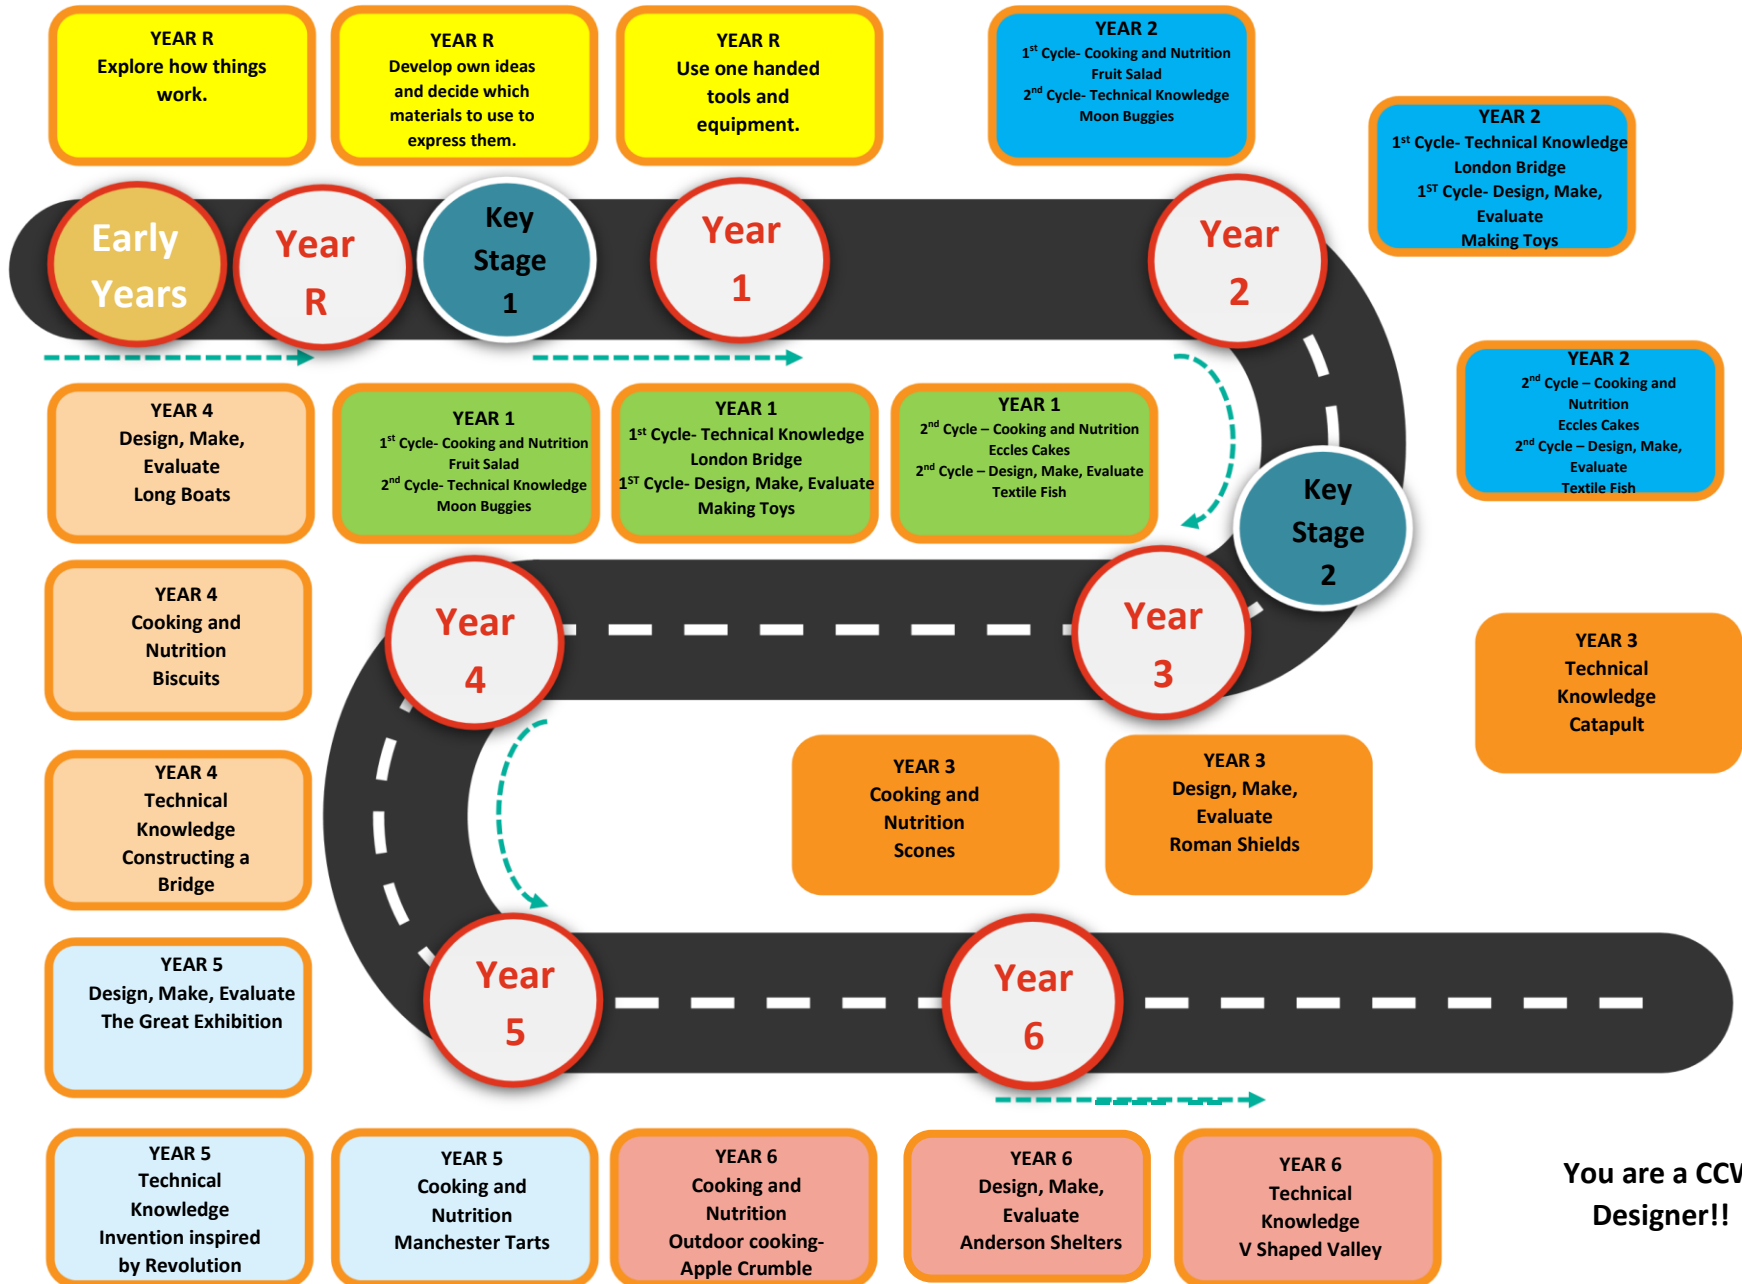 YEAR R
Explore how things
work.
YEAR R
Develop own ideas
and decide which
materials to use to
express them.
YEAR R
Use one handed
tools and
equipment.
YEAR 2
1st Cycle- Cooking and Nutrition
Fruit Salad
2nd Cycle- Technical Knowledge
Moon Buggies
YEAR 2
1st Cycle- Technical Knowledge
London Bridge
1ST Cycle- Design, Make,
Evaluate
Making Toys
Early
Years
Year
R
Key
Stage
1
Year
1
Year
2
YEAR 2
2nd Cycle – Cooking and
Nutrition
Eccles Cakes
2nd Cycle – Design, Make,
Evaluate
Textile Fish
YEAR 4
Design, Make,
Evaluate
Long Boats
YEAR 1
1st Cycle- Cooking and Nutrition
Fruit Salad
2nd Cycle- Technical Knowledge
Moon Buggies
YEAR 1
1st Cycle- Technical Knowledge
London Bridge
1ST Cycle- Design, Make, Evaluate
Making Toys
YEAR 1
2nd Cycle – Cooking and Nutrition
Eccles Cakes
2nd Cycle – Design, Make, Evaluate
Textile Fish
Key
Stage
2
YEAR 4
Cooking and
Nutrition
Biscuits
Year
4
Year
3
YEAR 3
Technical
Knowledge
Catapult
YEAR 4
Technical
Knowledge
Constructing a
Bridge
YEAR 3
Cooking and
Nutrition
Scones
YEAR 3
Design, Make,
Evaluate
Roman Shields
YEAR 5
Design, Make, Evaluate
The Great Exhibition
Year
5
Year
6
YEAR 5
Technical
Knowledge
Invention inspired
by Revolution
YEAR 5
Cooking and
Nutrition
Manchester Tarts
YEAR 6
Cooking and
Nutrition
Outdoor cooking-
Apple Crumble
YEAR 6
Design, Make,
Evaluate
Anderson Shelters
YEAR 6
Technical
Knowledge
V Shaped Valley
You are a
Designer!!